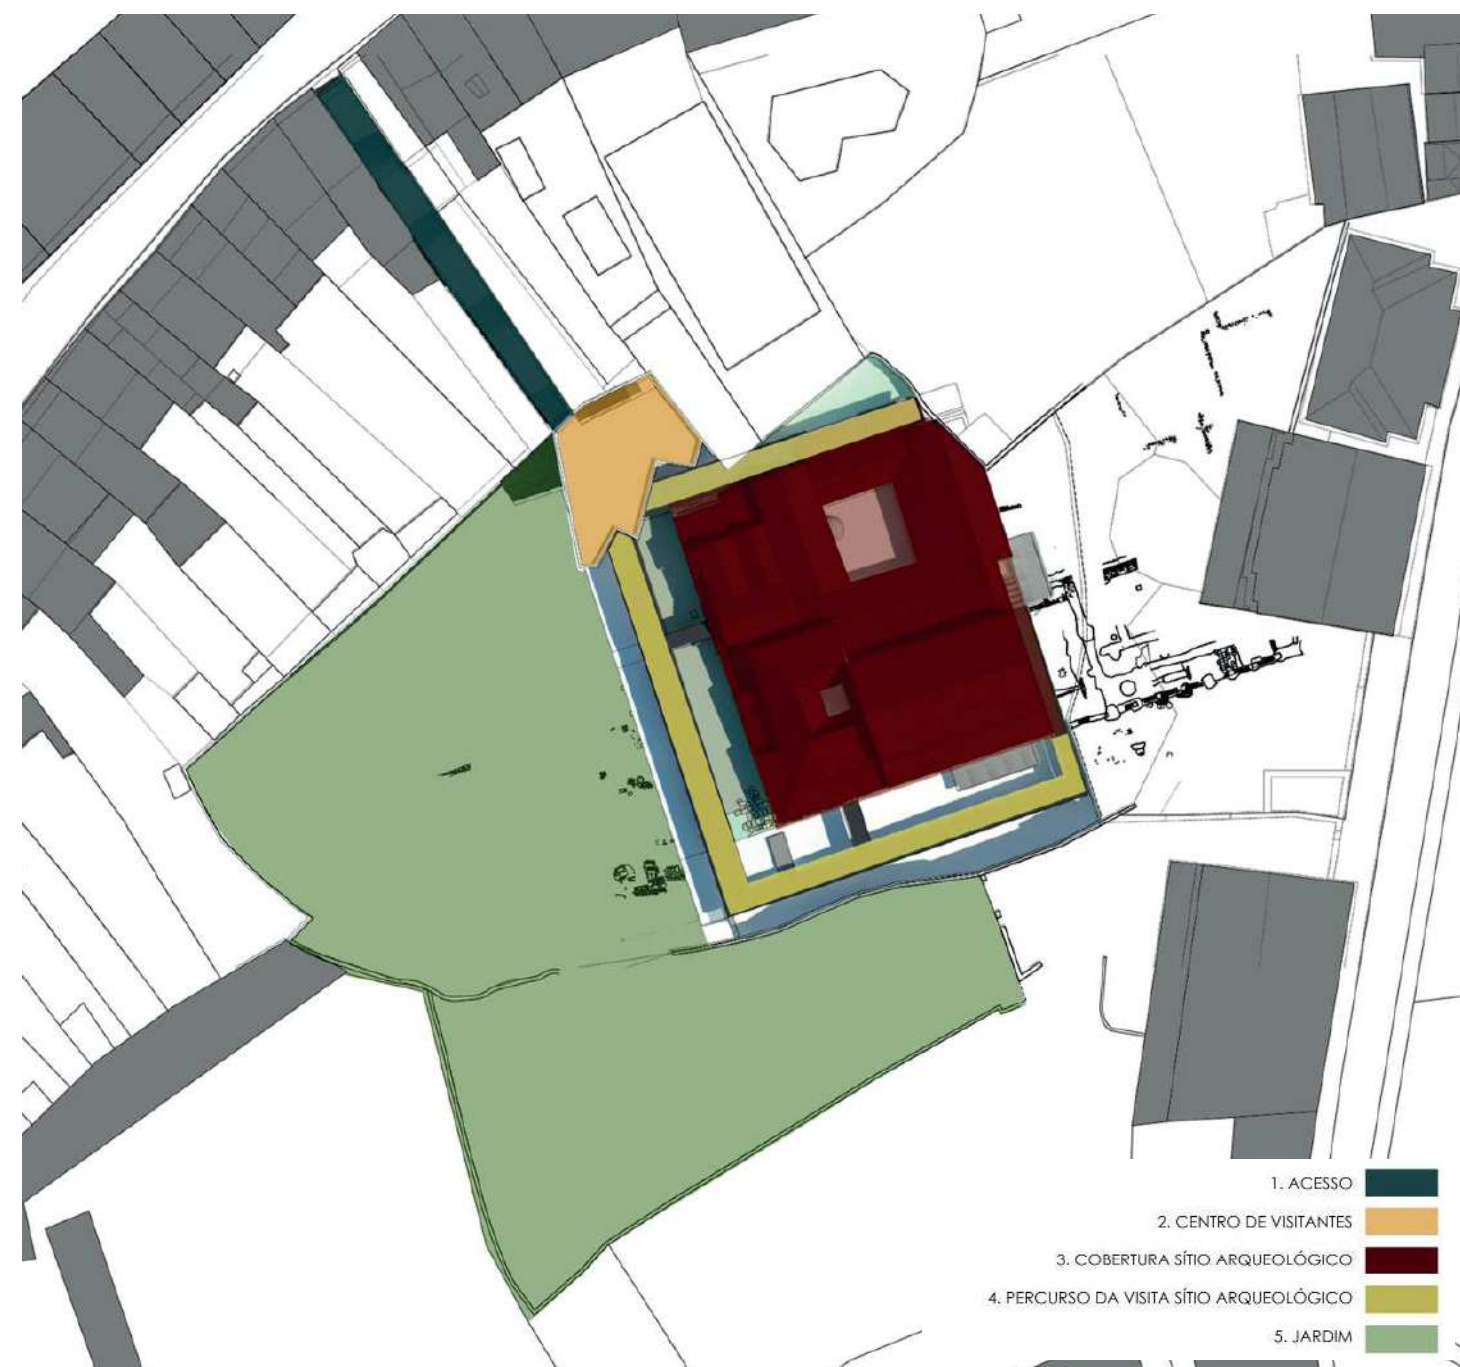 1. ACESSO
2. CENTRO DE VISITANTES
3. COBERTURA SÍTIO ARQUEOLÓGICO
4. PERCURSO DA VISITA SÍTIO ARQUEOLÓGICO
5. JARDIM